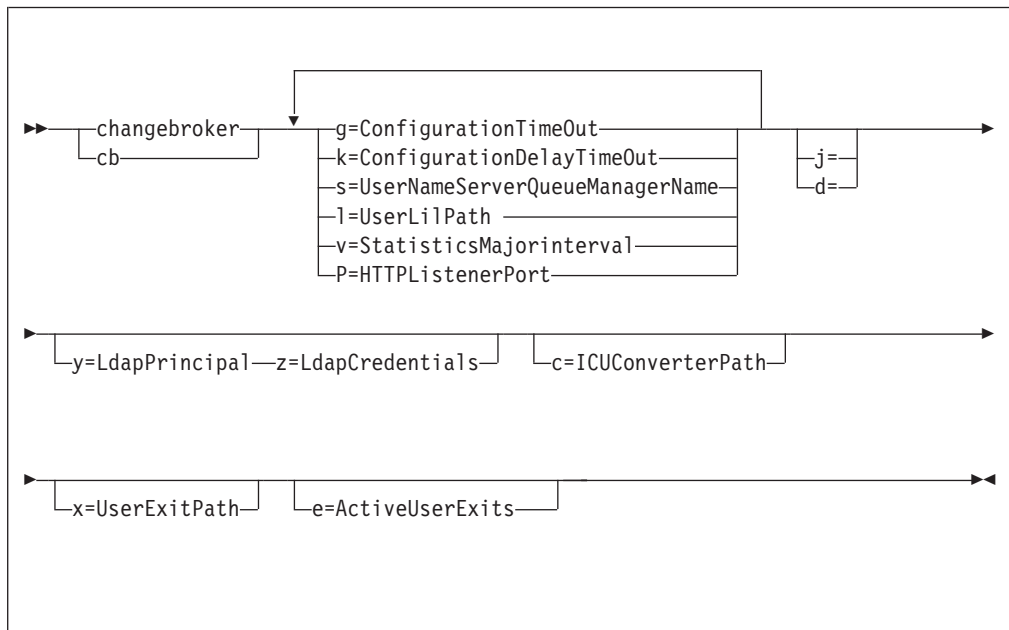 changebroker
cb
g=ConfigurationTimeOut
k=ConfigurationDelayTimeOut
s=UserNameServerQueueManagerName
l=UserLilPath
v=StatisticsMajorinterval
P=HTTPListenerPort
j=
d=
y=LdapPrincipal z=LdapCredentials
c=ICUConverterPath
x=UserExitPath
e=ActiveUserExits